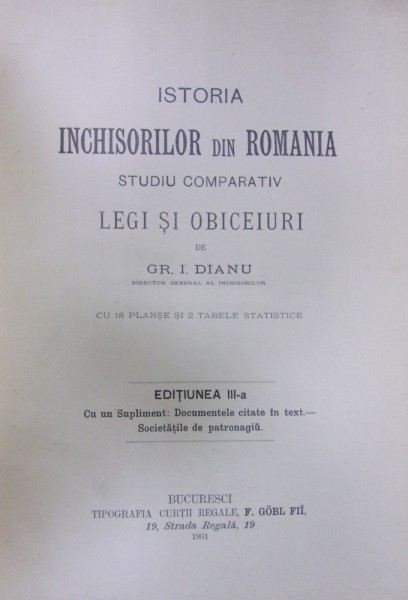 ISTORIA
INCHISORILOR DIN ROMANIA
STUDIU COMPARATIV
LEGI ȘI OBICEIURI
DE
GR. I. DIANU
DIRECTOR GENERAL AL INCHISORILOR
CU 18 PLANȘE ȘI 2 TABELE STATISTICE
EDIȚIUNEA III-a
Cu un Supliment: Documentele citate în text.—
Societățile de patronagiŭ.
BUCURESCI
TIPOGRAFIA CURȚII REGALE, F. GÖBL FIĬ,
19, Strada Regală, 19
1901